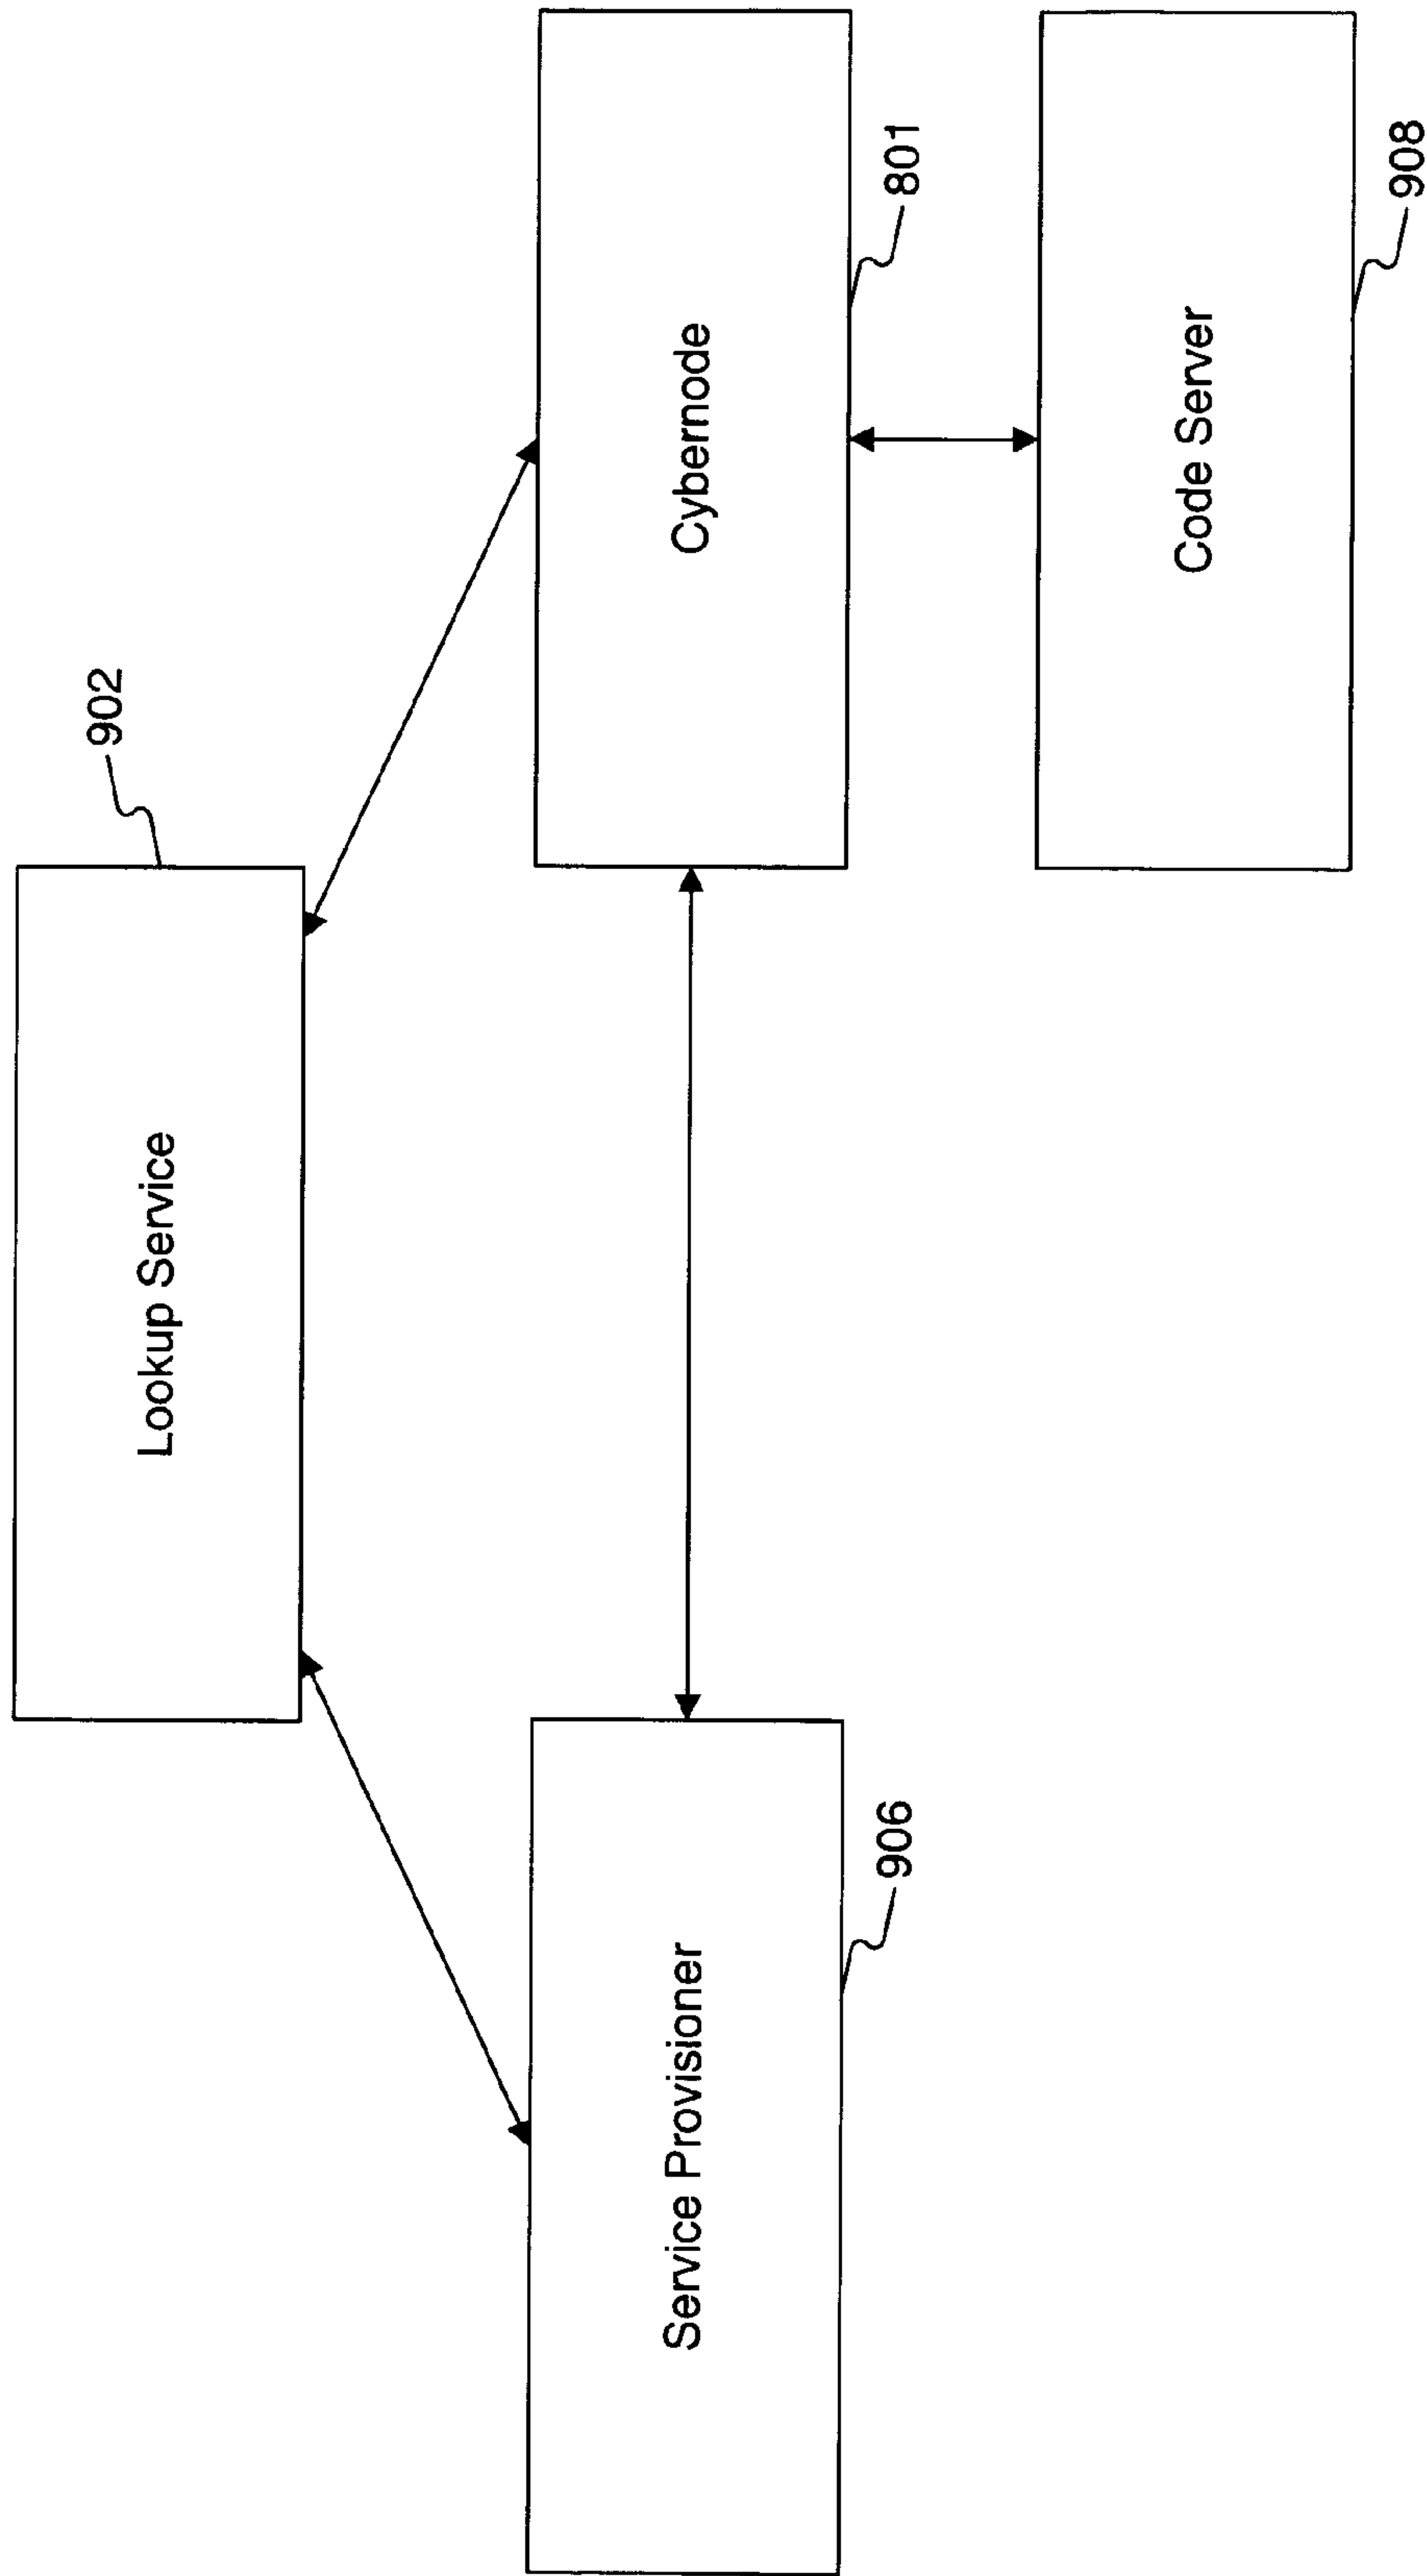 Lookup Service
902
Service Provisioner
906
Cybernode
801
Code Server
908